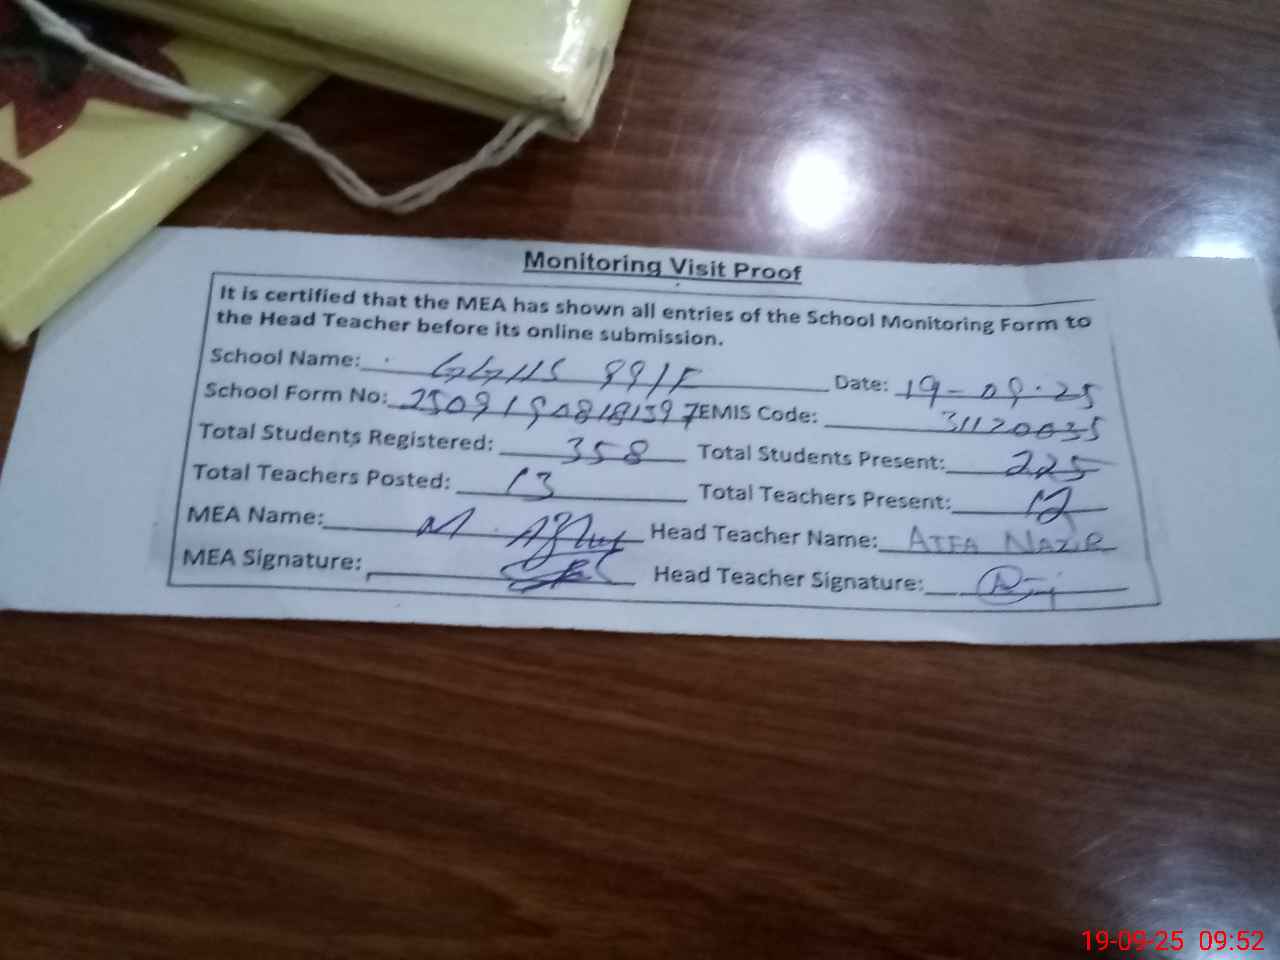 Monitoring Visit Proof
It is certified that the MEA has shown all entries of the School Monitoring Form to
the Head Teacher before its online submission.
School Name: GGHS 99/F Date: 19-09-25
School Form No: 250919 EMIS Code: 31120035
Total Students Registered: 358 Total Students Present: 225
Total Teachers Posted: 13 Total Teachers Present: 12
MEA Name: M. Head Teacher Name: NAZIR
MEA Signature: Head Teacher Signature:
19-09-25 09:52